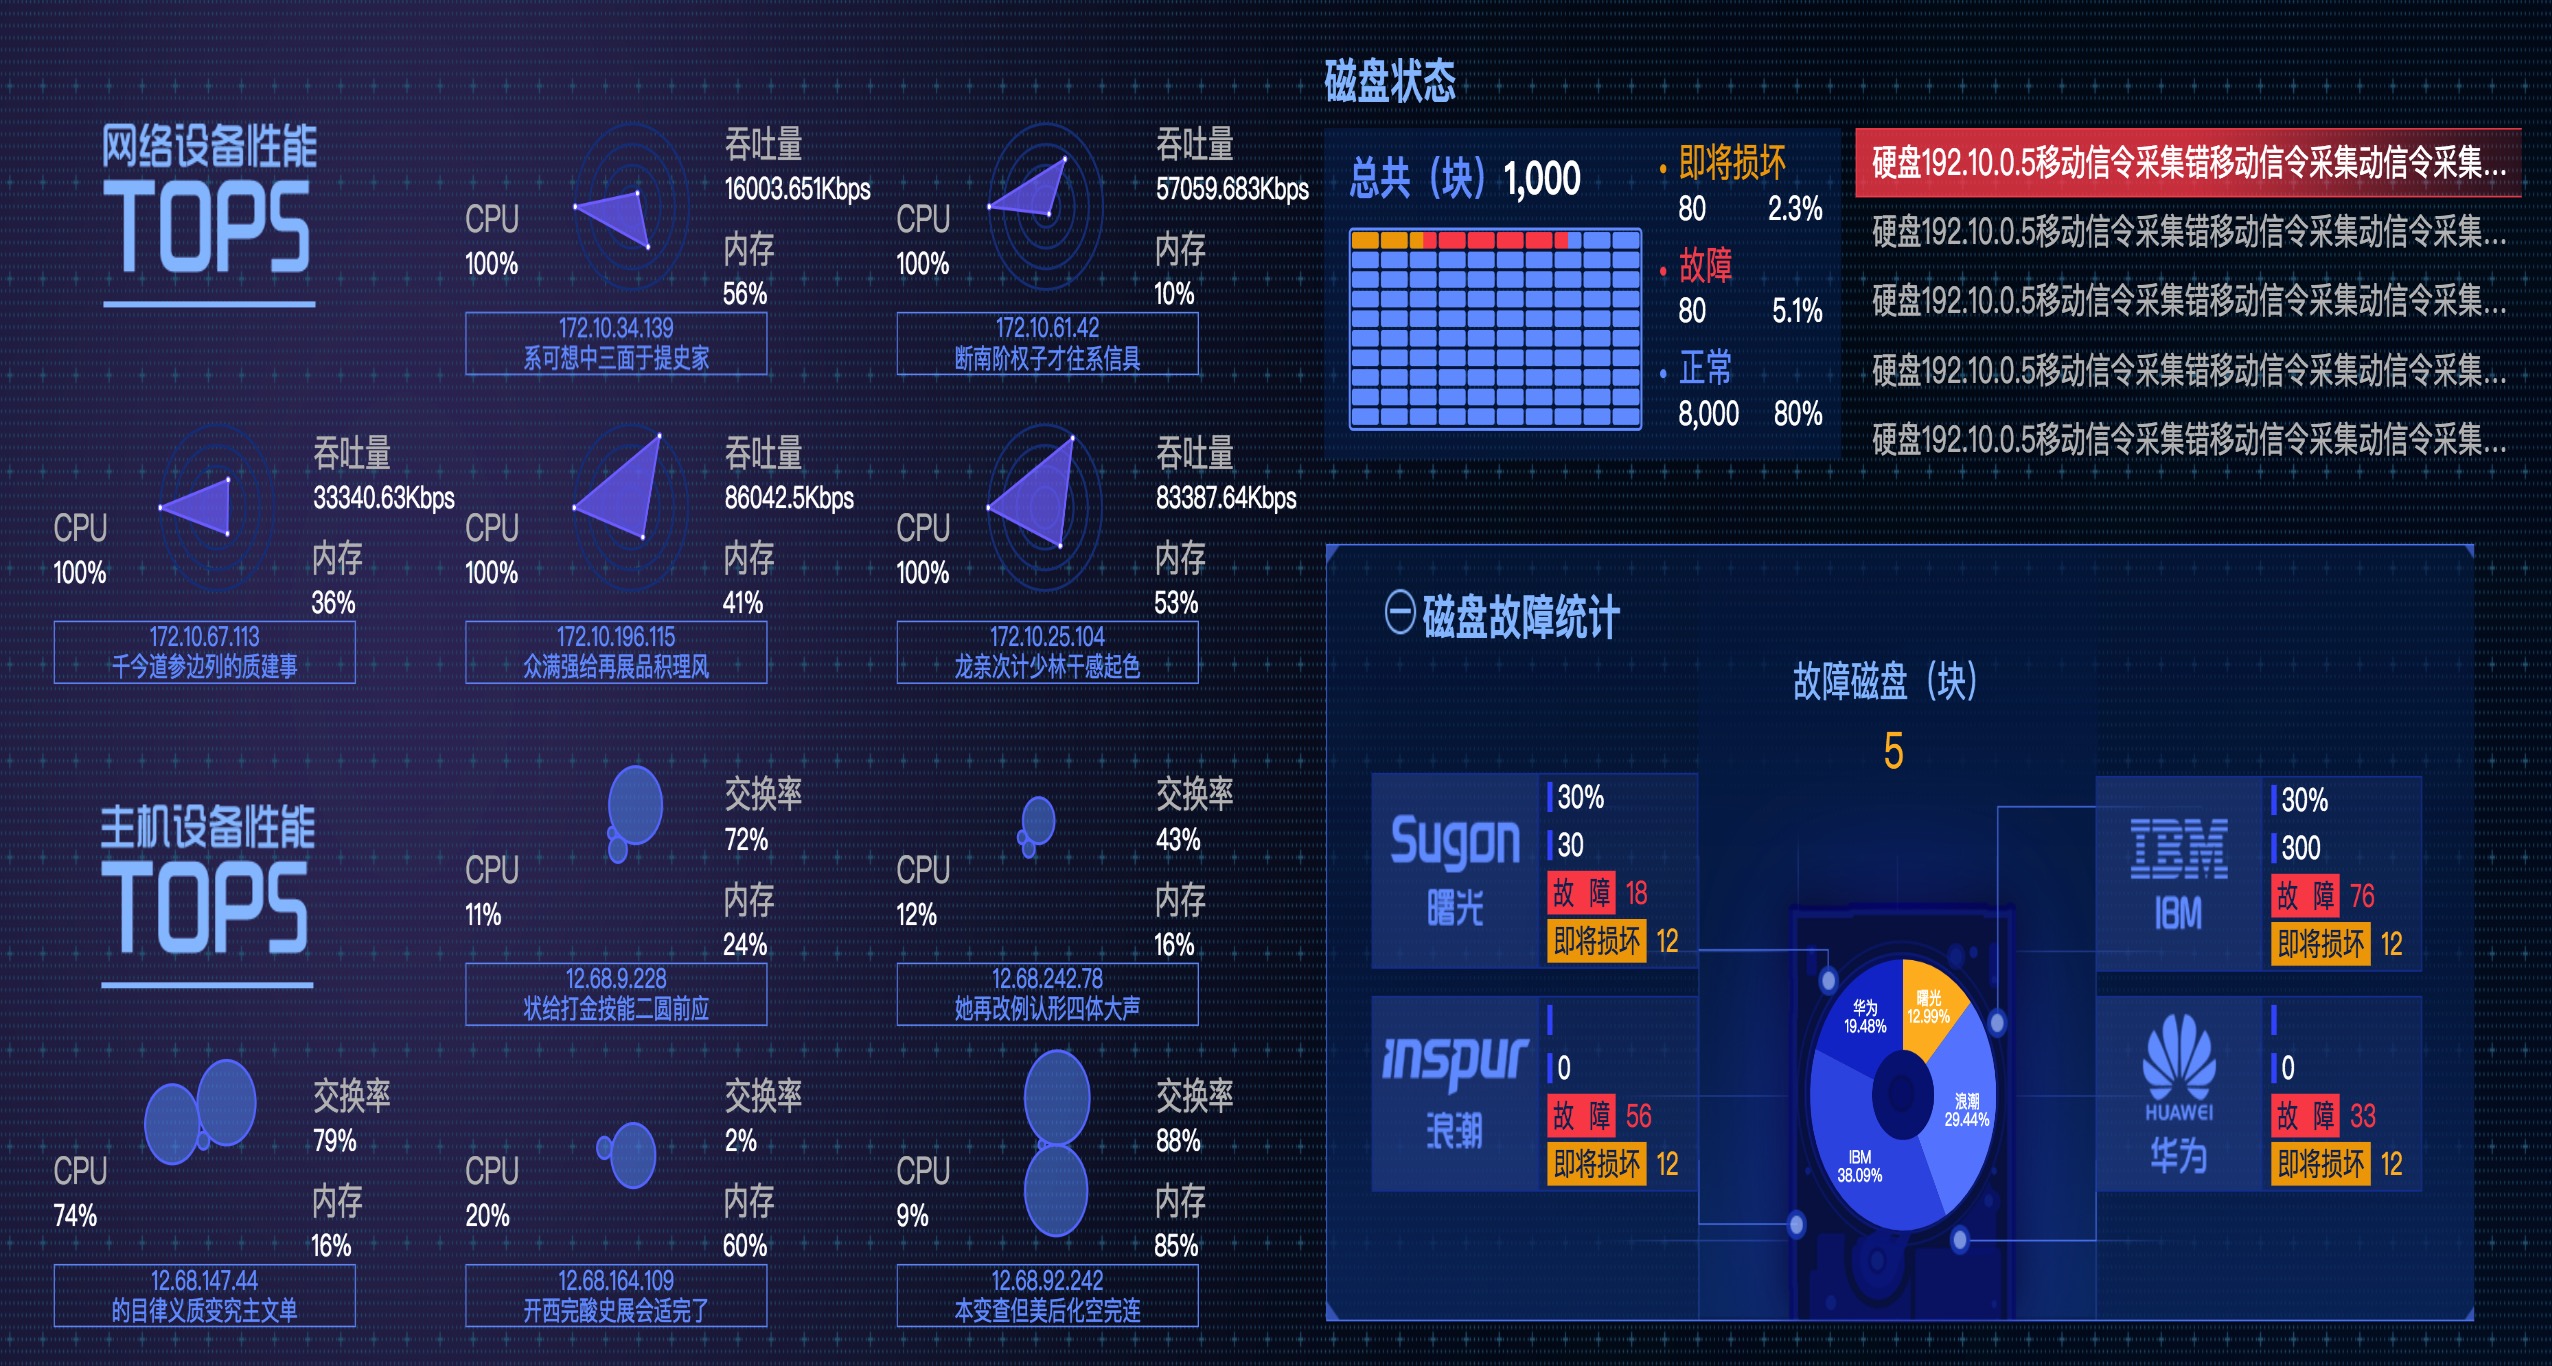 网络设备性能
TOPS
CPU
100%
吞吐量
16003.651Kbps
内存
56%
172.10.34.139
系可想中三面于提史家
CPU
100%
吞吐量
57059.683Kbps
内存
10%
172.10.61.42
断南阶权子才往系信具
CPU
100%
吞吐量
33340.63Kbps
内存
36%
172.10.67.113
千今道参边列的质建事
CPU
100%
吞吐量
86042.5Kbps
内存
41%
172.10.196.115
众满强给再展品积理风
CPU
100%
吞吐量
83387.64Kbps
内存
53%
172.10.25.104
龙亲次计少林干感起色
主机设备性能
TOPS
CPU
11%
交换率
72%
内存
24%
12.68.9.228
状给打金按能二圆前应
CPU
12%
交换率
43%
内存
16%
12.68.242.78
她再改例认形四体大声
CPU
74%
交换率
79%
内存
16%
12.68.147.44
的目律义质变究主文单
CPU
20%
交换率
2%
内存
60%
12.68.164.109
开西完酸史展会适完了
CPU
9%
交换率
88%
内存
85%
12.68.92.242
本变查但美后化空完连
磁盘状态
总共（块）1,000
即将损坏
80 2.3%
故障
80 5.1%
正常
8,000 80%
硬盘192.10.0.5移动信令采集错移动信令采集动信令采集...
硬盘192.10.0.5移动信令采集错移动信令采集动信令采集...
硬盘192.10.0.5移动信令采集错移动信令采集动信令采集...
硬盘192.10.0.5移动信令采集错移动信令采集动信令采集...
硬盘192.10.0.5移动信令采集错移动信令采集动信令采集...
磁盘故障统计
故障磁盘（块）
5
Sugon
曙光
30%
30
故 障 18
即将损坏 12
inspur
浪潮
0
故 障 56
即将损坏 12
IBM
IBM
30%
300
故 障 76
即将损坏 12
HUAWEI
华为
0
故 障 33
即将损坏 12
华为
19.48%
曙光
12.99%
浪潮
29.44%
IBM
38.09%